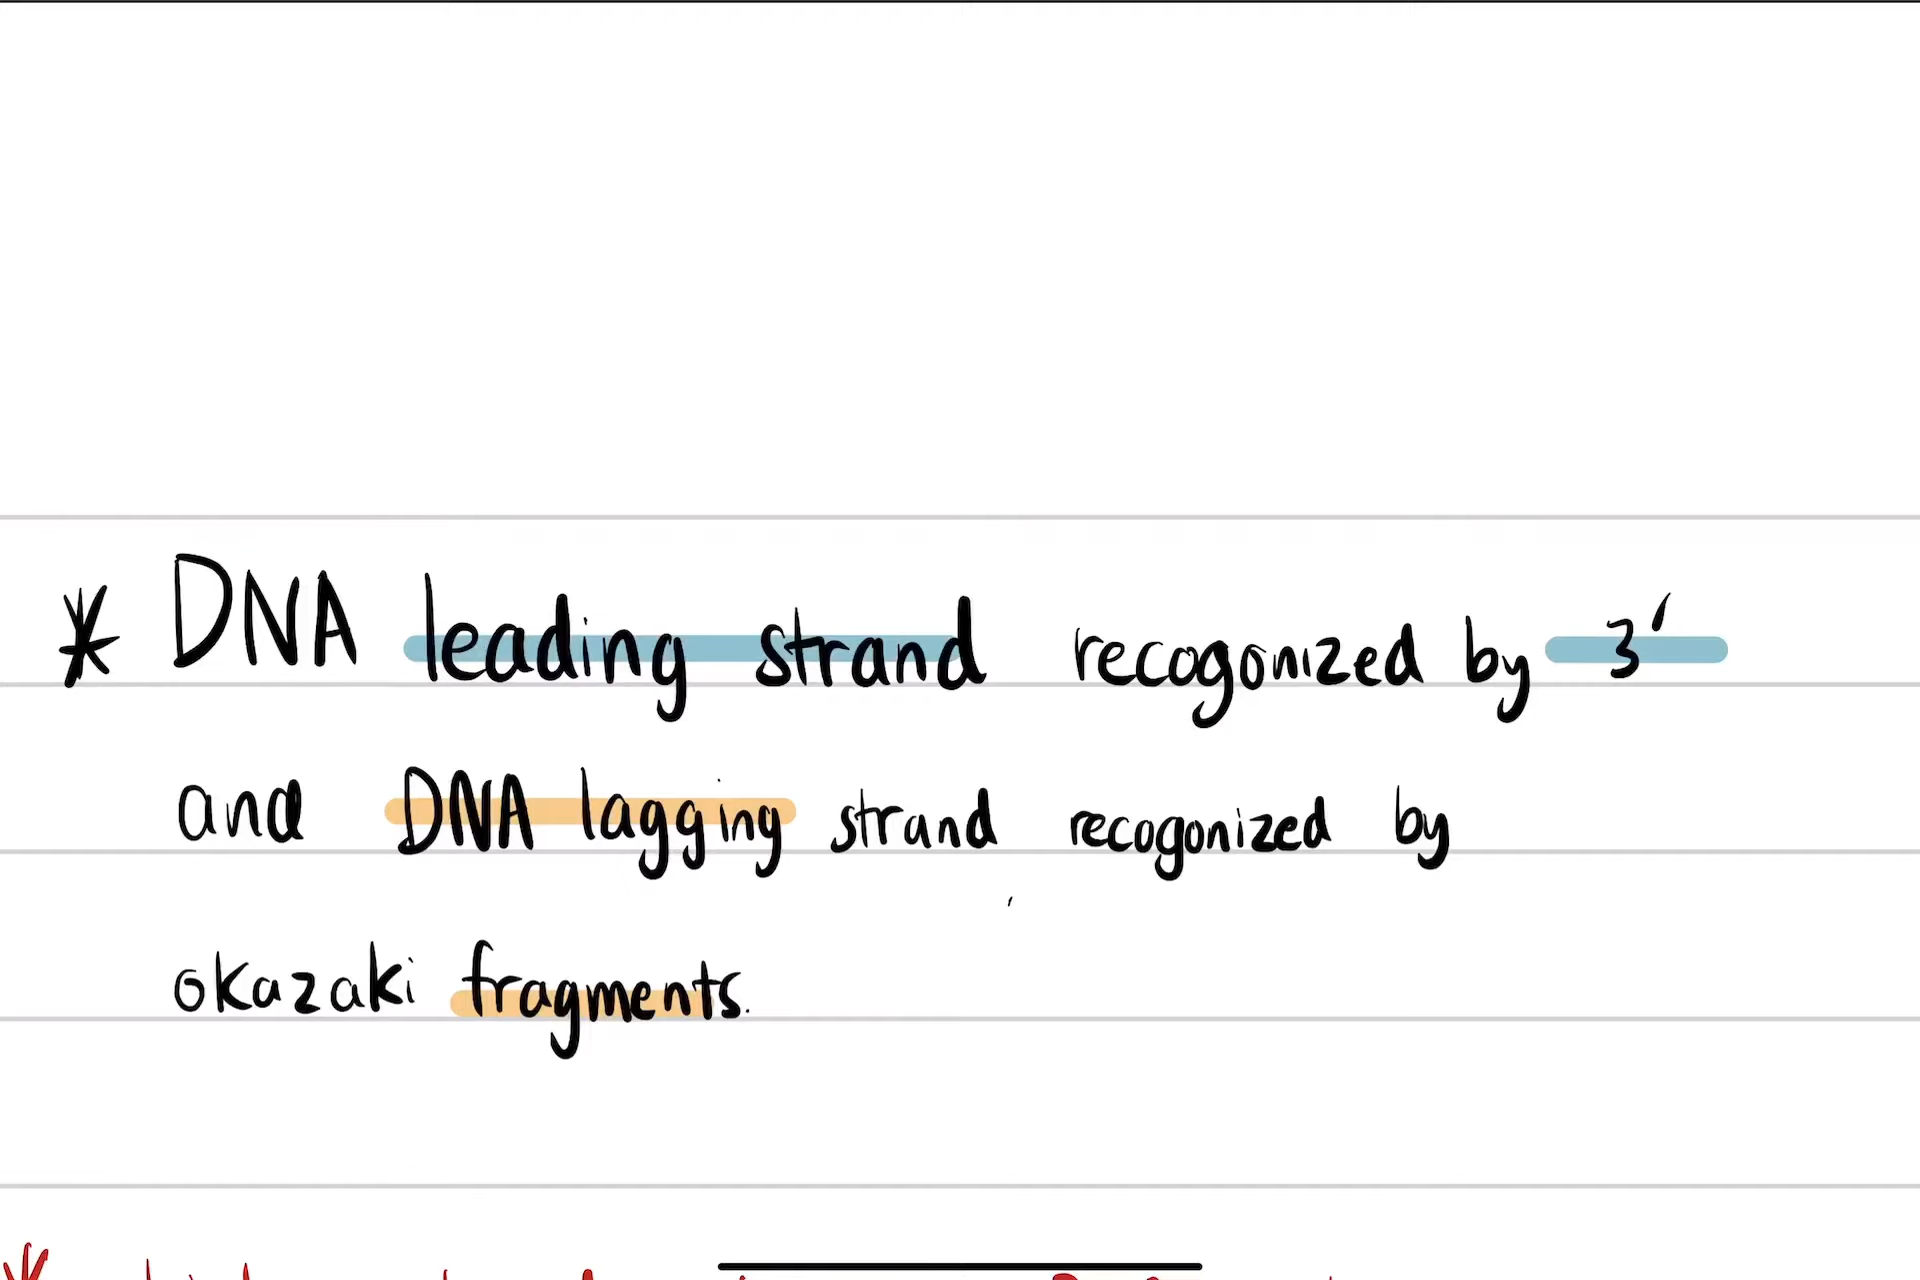 * DNA leading strand recogonized by 3'
and DNA lagging strand recogonized by
okazaki fragments.